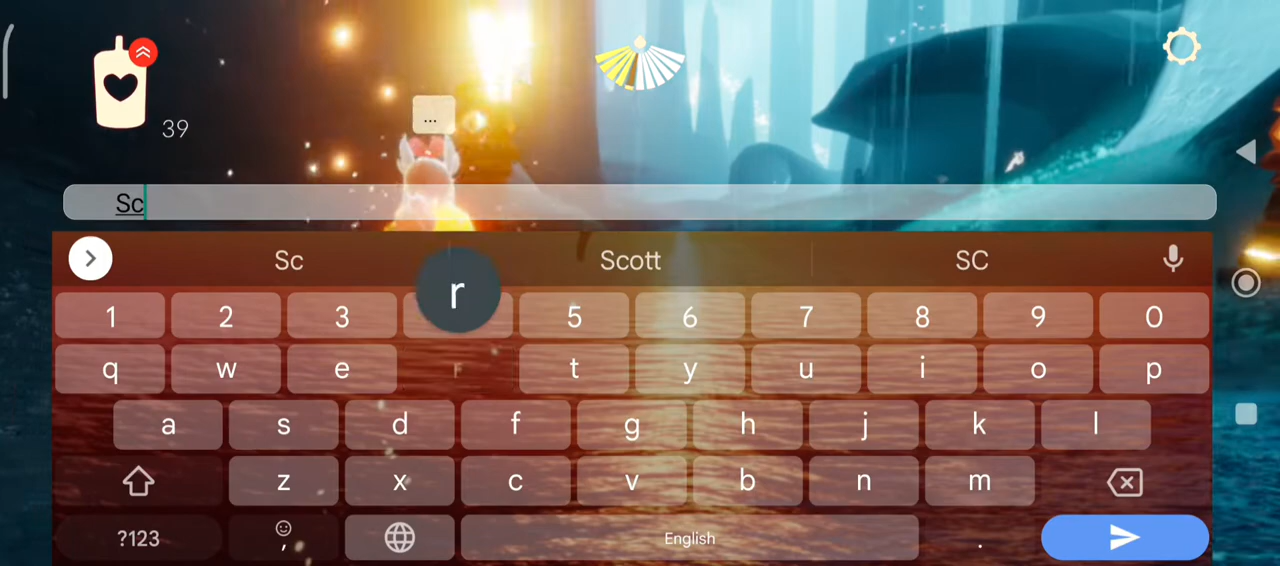 39
...
Sc
Sc Scott SC
r
1 2 3 5 6 7 8 9 0
q w e r t y u i o p
a s d f g h j k l
z x c v b n m
?123 , English .